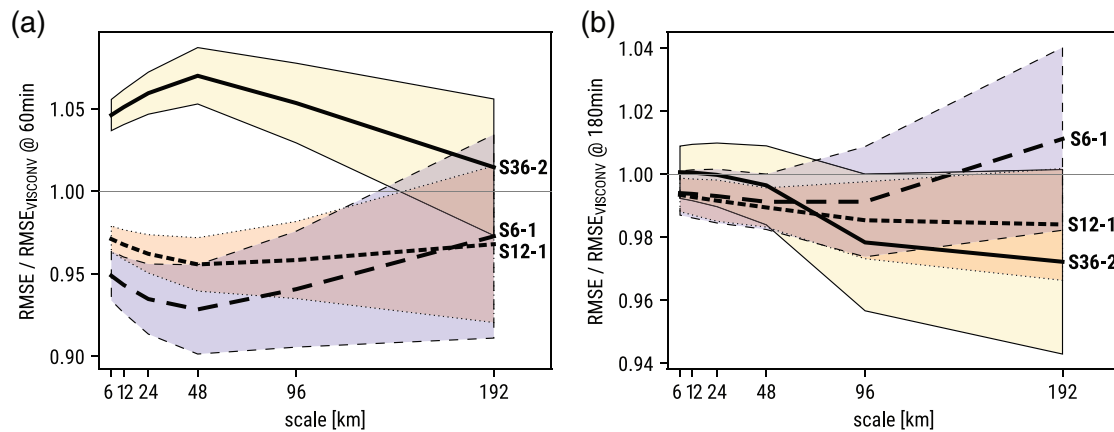 (a)
RMSE / RMSE_VISCONV @ 60min
1.05
1.00
0.95
0.90
S36-2
S6-1
S12-1
6 12 24 48 96 192
scale [km]
(b)
RMSE / RMSE_VISCONV @ 180min
1.04
1.02
1.00
0.98
0.96
0.94
S6-1
S12-1
S36-2
6 12 24 48 96 192
scale [km]